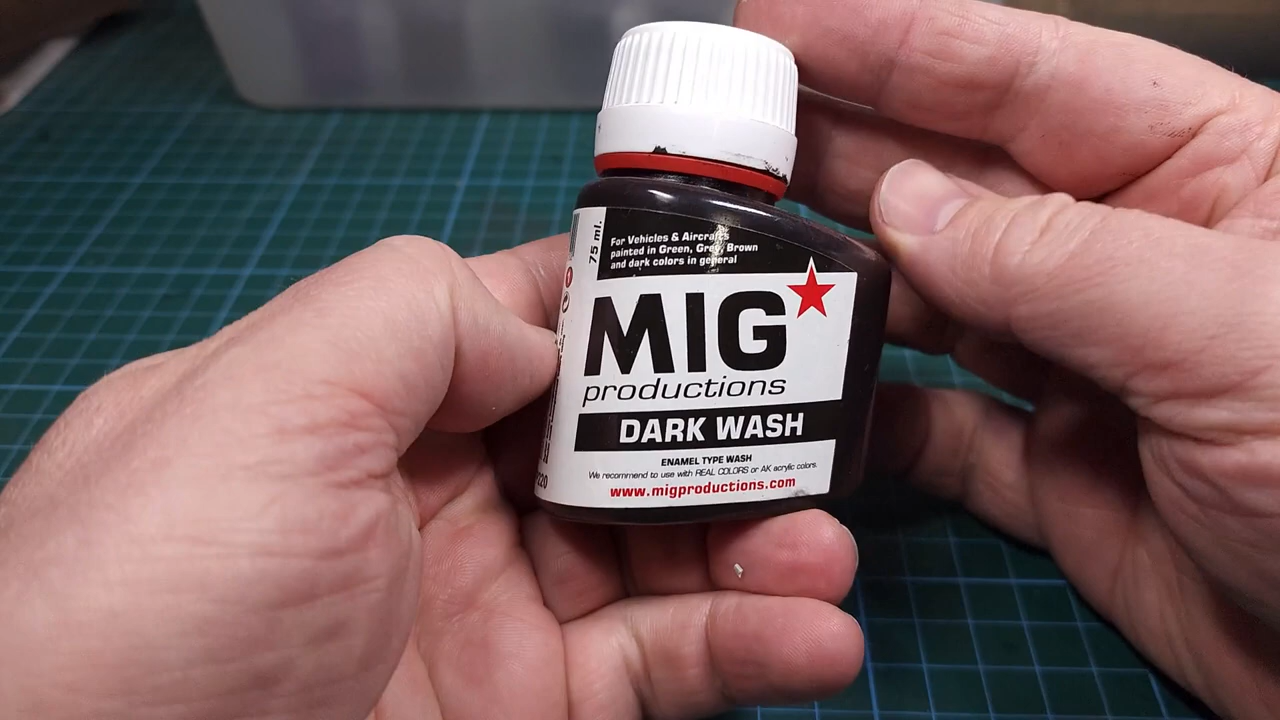 75 ml.
For Vehicles & Aircrafts
painted in Green, Grey, Brown
and dark colors in general
MIG
productions
DARK WASH
ENAMEL TYPE WASH
We recommend to use with REAL COLORS or AK acrylic colors.
www.migproductions.com